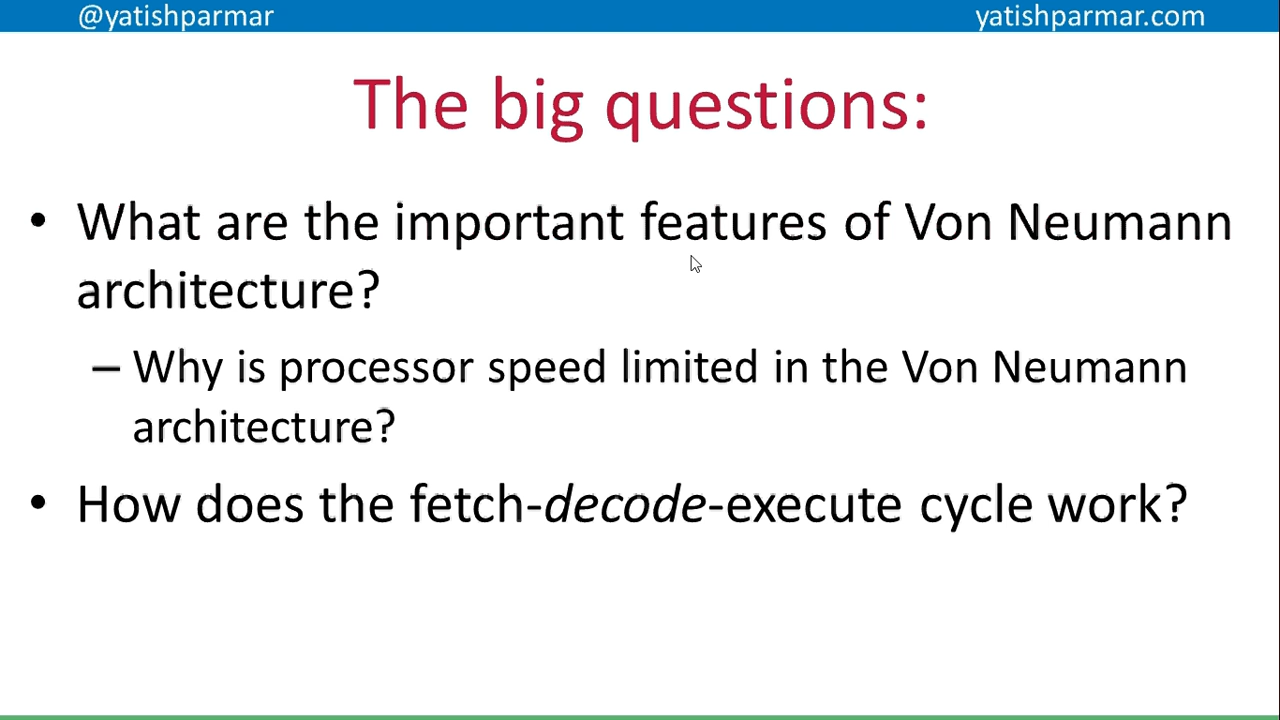 @yatishparmar
yatishparmar.com
The big questions:
• What are the important features of Von Neumann
architecture?
– Why is processor speed limited in the Von Neumann
architecture?
• How does the fetch-decode-execute cycle work?